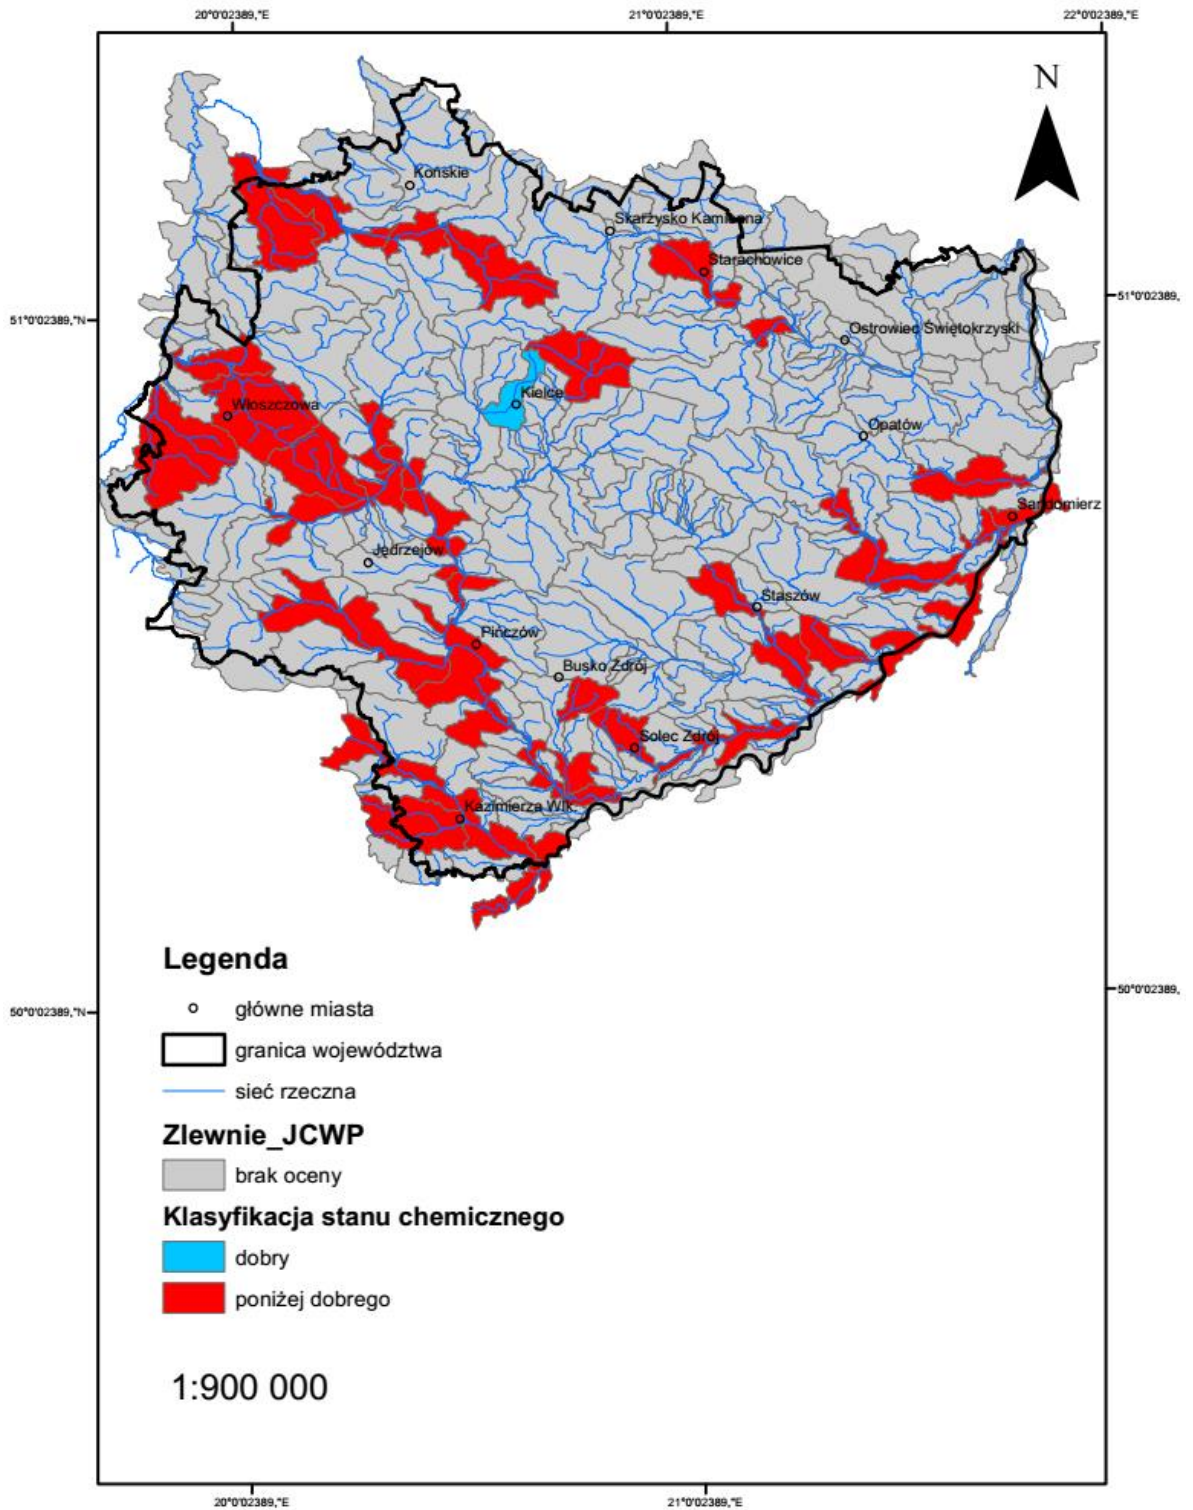 20°0'02389,"E
21°0'02389,"E
22°0'02389,"E
N
Końskie
Skarżysko Kamienna
Starachowice
51°0'02389,
51°0'02389,"N
Ostrowiec Świętokrzyski
Kielce
Włoszczowa
Opatów
Sandomierz
Jędrzejów
Staszów
Pińczów
Busko Zdrój
Solec Zdrój
Kazimierza Wlk.
Legenda
główne miasta
granica województwa
sieć rzeczna
Zlewnie_JCWP
brak oceny
Klasyfikacja stanu chemicznego
dobry
poniżej dobrego
50°0'02389,"N
50°0'02389,
1:900 000
20°0'02389,"E
21°0'02389,"E